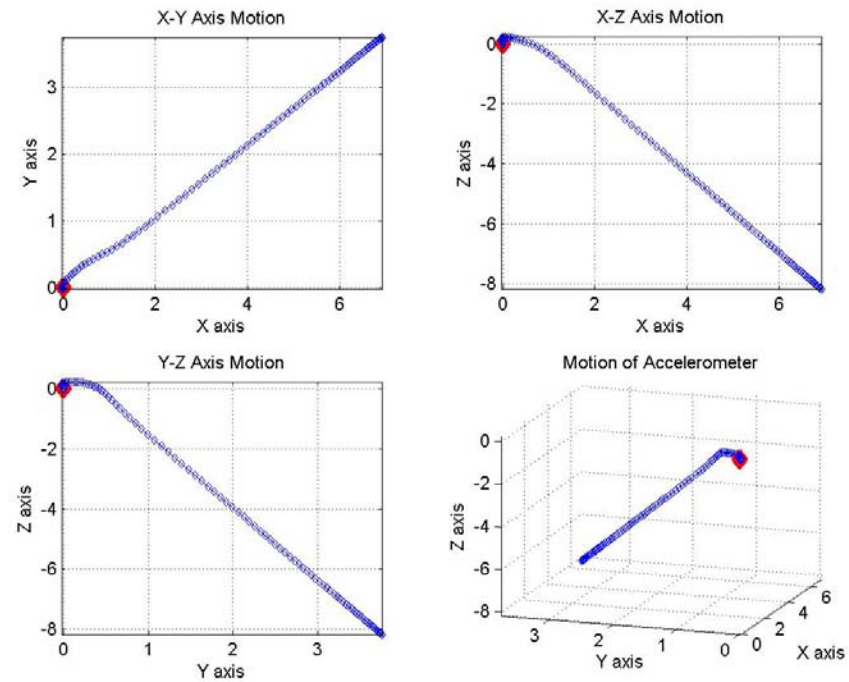 X-Y Axis Motion
3
2
1
0
Y axis
0 2 4 6
X axis
X-Z Axis Motion
0
-2
-4
-6
-8
Z axis
0 2 4 6
X axis
Y-Z Axis Motion
0
-2
-4
-6
-8
Z axis
0 1 2 3
Y axis
Motion of Accelerometer
0
-2
-4
-6
-8
Z axis
3 2 1 0
Y axis
0 2 4 6
X axis